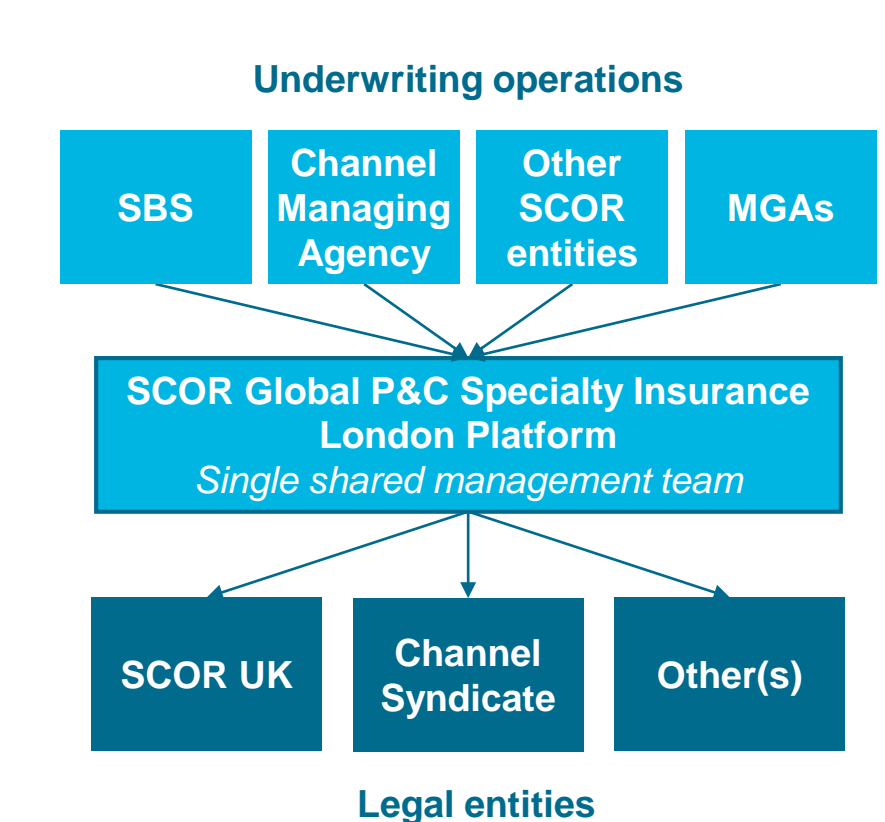 Underwriting operations
SBS
Channel
Managing
Agency
Other
SCOR
entities
MGAs
SCOR Global P&C Specialty Insurance
London Platform
Single shared management team
SCOR UK
Channel
Syndicate
Other(s)
Legal entities